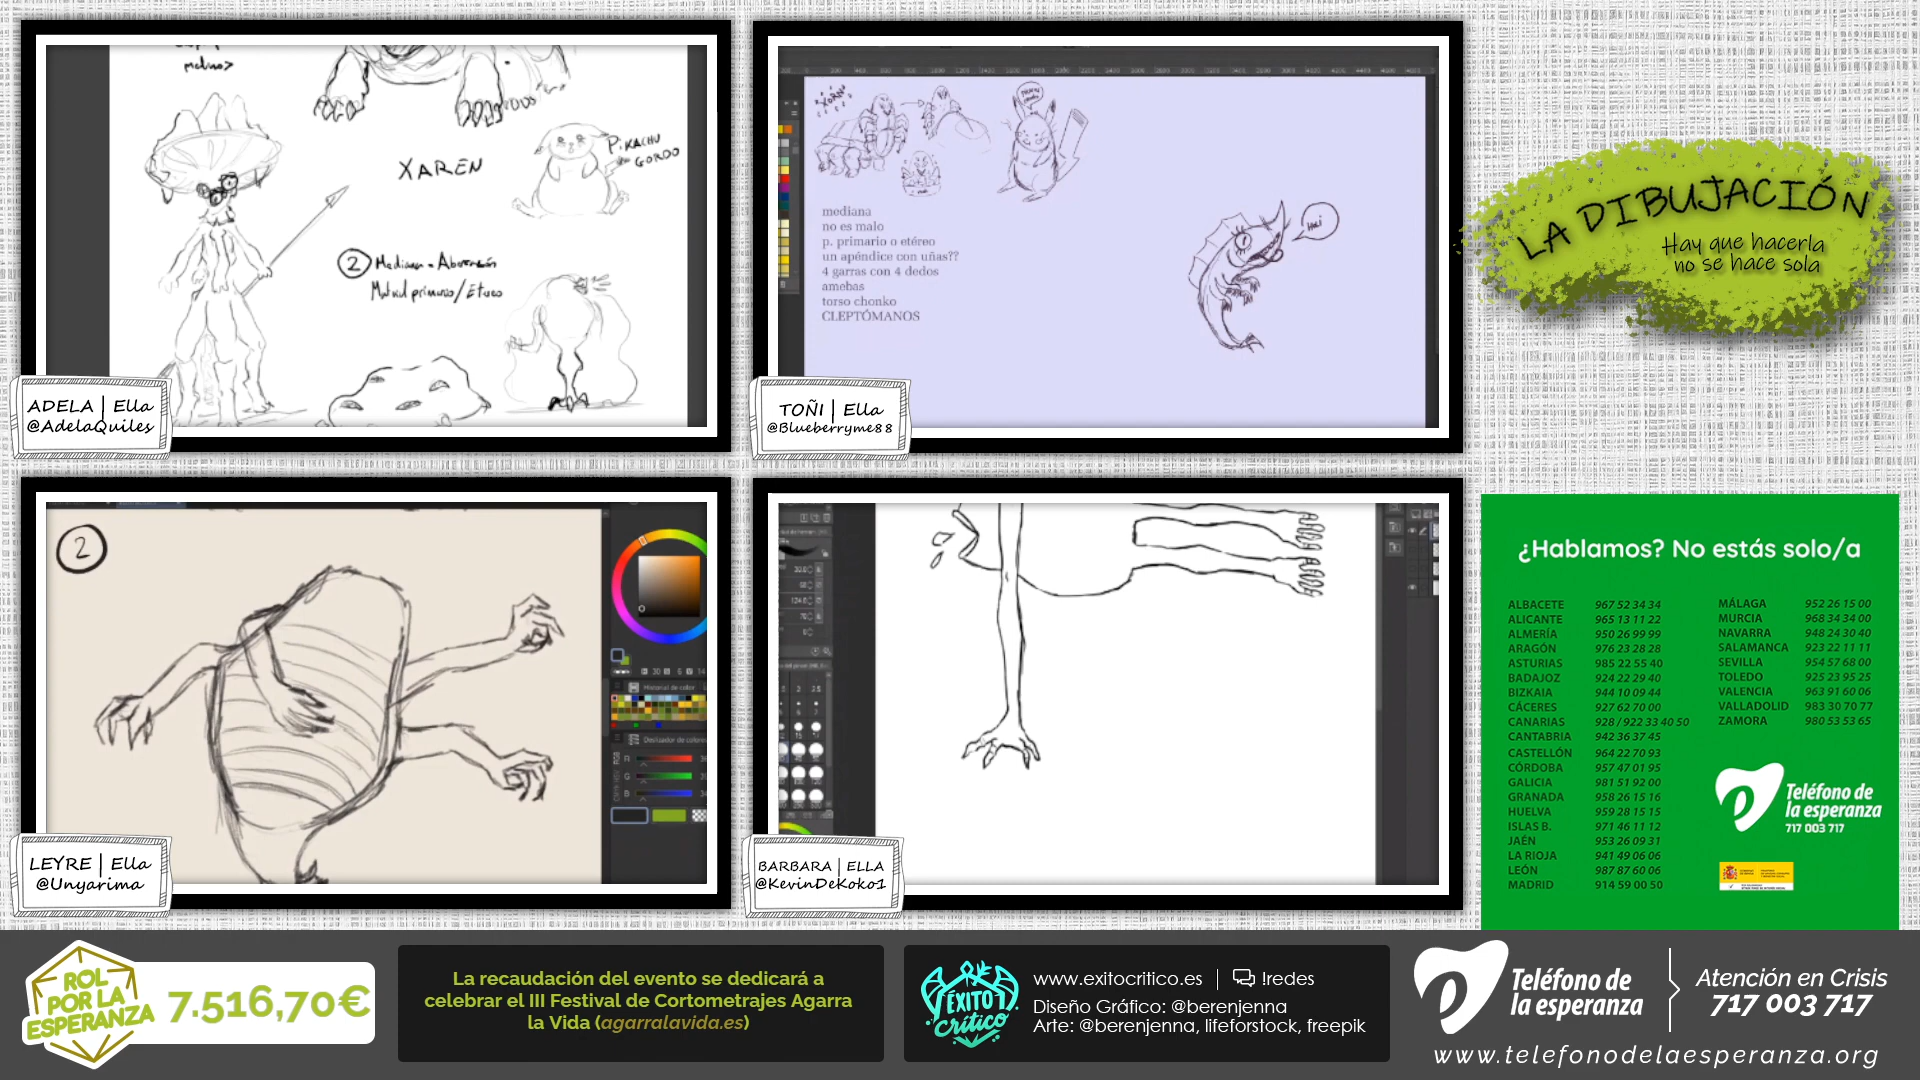 medino>
PIKACHU
GORDO
XAREN
2 Mediana - Aberración
ADELA | Ella
@AdelaQuiles
XORN
mediana
no es malo
p. primario o etéreo
un apéndice con uñas??
4 garras con 4 dedos
amebas
torso chonko
CLEPTÓMANOS
TOÑI | Ella
@Blueberryme88
LA DIBUJACIÓN
Hay que hacerla
no se hace sola
2
Historial de color
R
G
B
LEYRE | Ella
@Unyarima
BARBARA | ELLA
@KevinDeKoko1
¿Hablamos? No estás solo/a
ALBACETE 967 52 34 34
ALICANTE 965 13 11 22
ALMERÍA 950 26 99 99
ARAGÓN 976 23 28 28
ASTURIAS 985 22 55 40
BADAJOZ 924 22 29 40
BIZKAIA 944 10 09 44
CÁCERES 927 62 70 00
CANARIAS 928 / 922 33 40 50
CANTABRIA 942 36 37 45
CASTELLÓN 964 22 70 93
CÓRDOBA 957 47 01 95
GALICIA 981 51 92 00
GRANADA 958 26 15 16
HUELVA 959 28 15 15
ISLAS B. 971 46 11 12
JAÉN 953 26 09 31
LA RIOJA 941 49 06 06
LEÓN 987 87 60 06
MADRID 914 59 00 50
MÁLAGA 952 26 15 00
MURCIA 968 34 34 00
NAVARRA 948 24 30 40
SALAMANCA 923 22 11 11
SEVILLA 954 57 68 00
TOLEDO 925 23 95 25
VALENCIA 963 91 60 06
VALLADOLID 983 30 70 77
ZAMORA 980 53 53 65
Teléfono de
la esperanza
717 003 717
ROL
POR LA
ESPERANZA
7.516,70€
La recaudación del evento se dedicará a
celebrar el III Festival de Cortometrajes Agarra
la Vida (agarralavida.es)
ÉXITO
Crítico
www.exitocritico.es | !redes
Diseño Gráfico: @berenjenna
Arte: @berenjenna, lifeforstock, freepik
Teléfono de
la esperanza
Atención en Crisis
717 003 717
www.telefonodelaesperanza.org